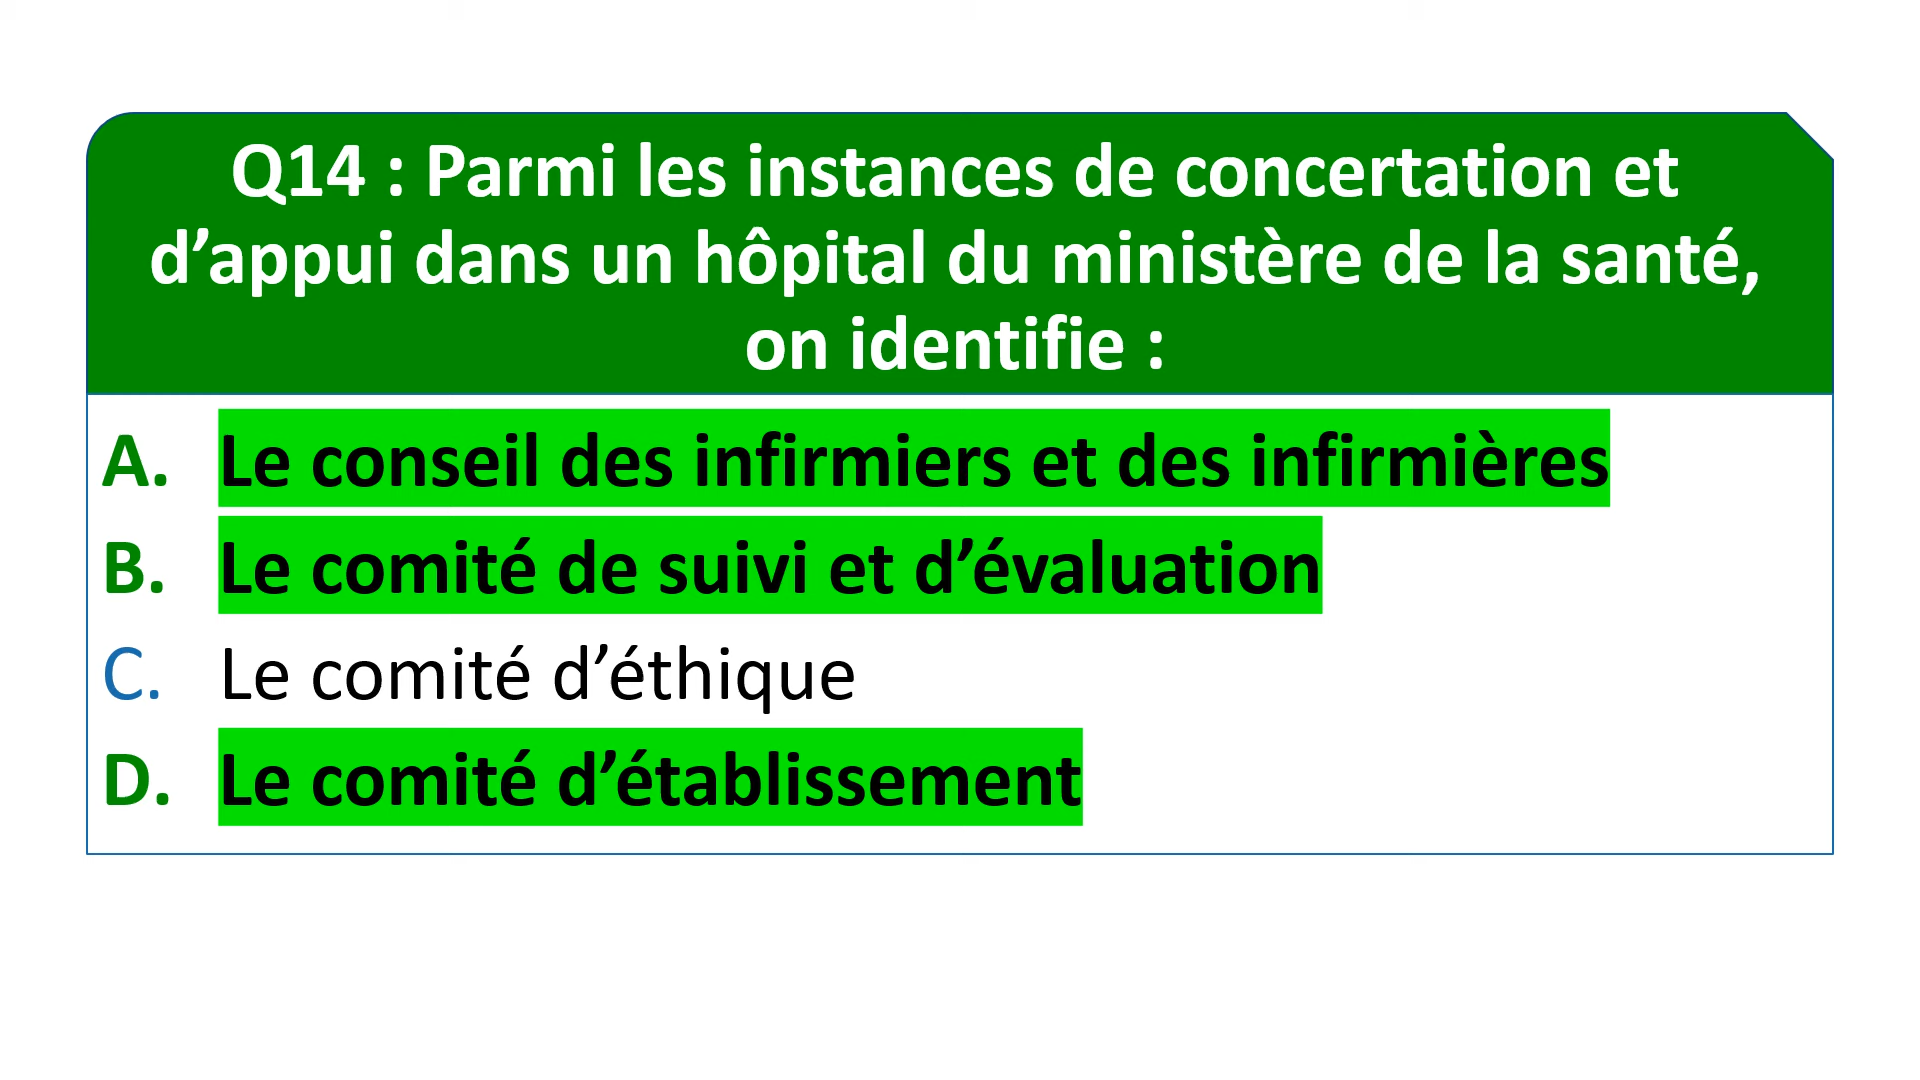 Q14 : Parmi les instances de concertation et
d’appui dans un hôpital du ministère de la santé,
on identifie :
A. Le conseil des infirmiers et des infirmières
B. Le comité de suivi et d’évaluation
C. Le comité d’éthique
D. Le comité d’établissement